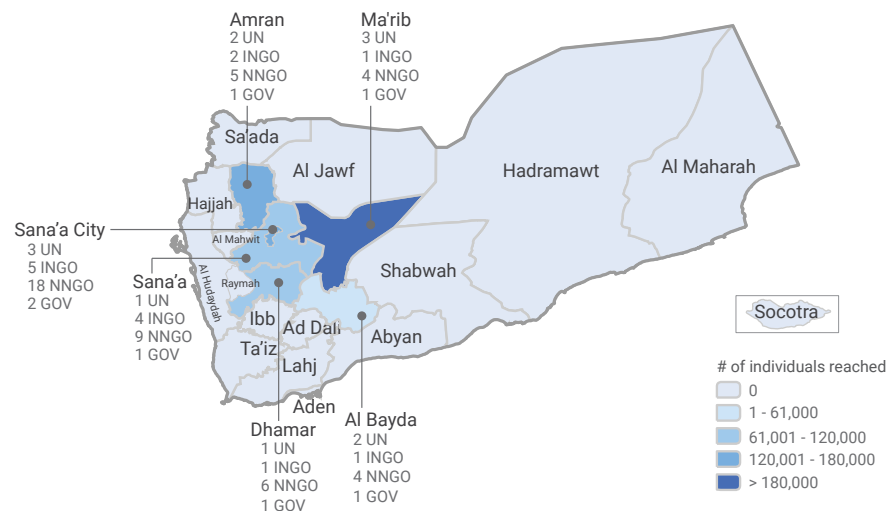 Amran
2 UN
2 INGO
5 NNGO
1 GOV
Ma'rib
3 UN
1 INGO
4 NNGO
1 GOV
Sa'ada
Al Jawf
Hadramawt
Al Maharah
Hajjah
Sana'a City
3 UN
5 INGO
18 NNGO
2 GOV
Al Mahwit
Sana'a
1 UN
4 INGO
9 NNGO
1 GOV
Al Hudaydah
Raymah
Shabwah
Ibb
Ad Dali
Abyan
Ta'iz
Lahj
Aden
Socotra
Dhamar
1 UN
1 INGO
6 NNGO
1 GOV
Al Bayda
2 UN
1 INGO
4 NNGO
1 GOV
# of individuals reached
0
1 - 61,000
61,001 - 120,000
120,001 - 180,000
> 180,000